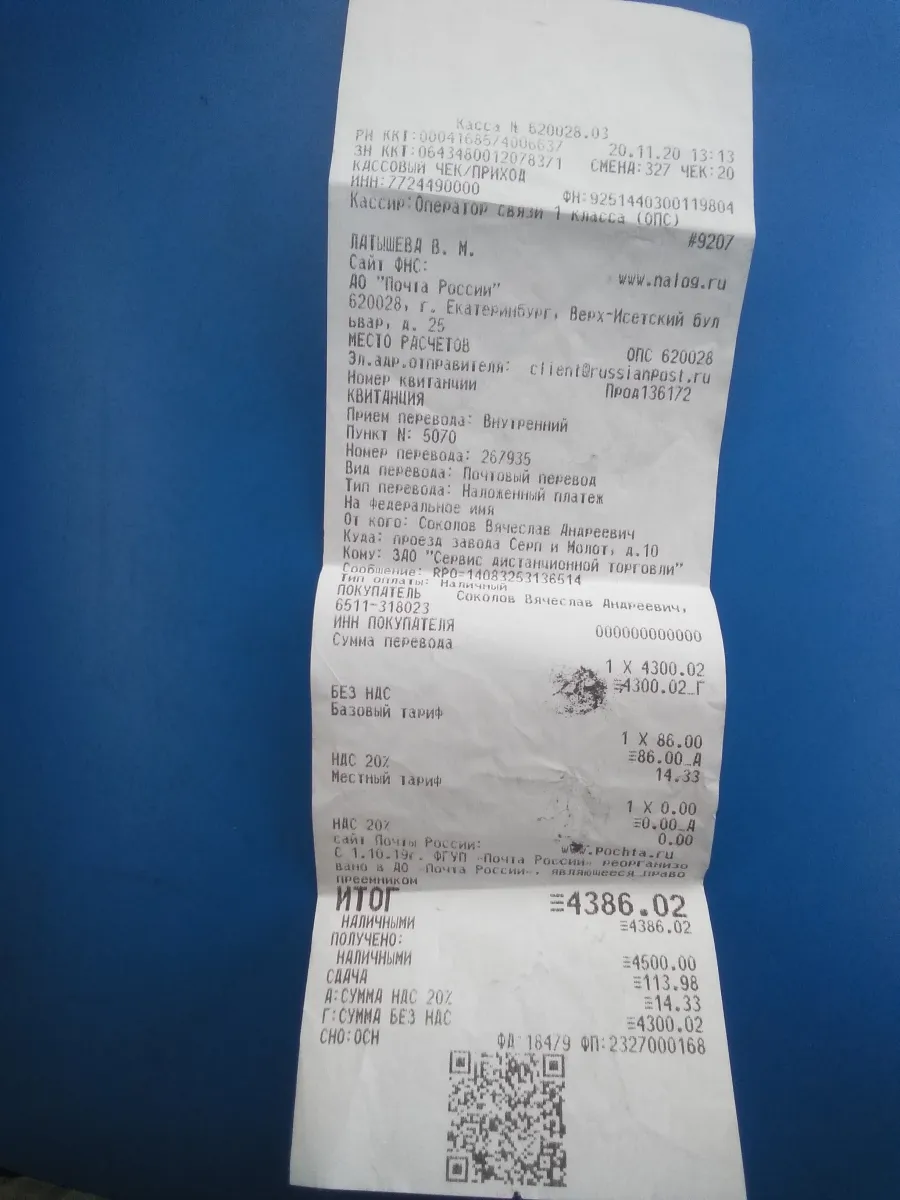 Касса № 620028.03
РН ККТ:0004168574006637 20.11.20 13:13
ЗН ККТ:0643480012078371 СМЕНА:327 ЧЕК:20
КАССОВЫЙ ЧЕК/ПРИХОД
ИНН:7724490000 ФН:9251440300119804
Кассир:Оператор связи 1 класса (ОПС)
#9207
ЛАТЫШЕВА В. М.
Сайт ФНС: www.nalog.ru
АО "Почта России"
620028, г. Екатеринбург, Верх-Исетский бул
ьвар, д. 25
МЕСТО РАСЧЕТОВ ОПС 620028
Эл.адр.отправителя: client@russianpost.ru
Номер квитанции Прод136172
КВИТАНЦИЯ
Прием перевода: Внутренний
Пункт N: 5070
Номер перевода: 267935
Вид перевода: Почтовый перевод
Тип перевода: Наложенный платеж
На федеральное имя
От кого: Соколов Вячеслав Андреевич
Куда: проезд завода Серп и Молот, д.10
Кому: ЗАО "Сервис дистанционной торговли"
Сообщение: RPO=14083253136514
Тип оплаты: Наличный
ПОКУПАТЕЛЬ Соколов Вячеслав Андреевич,
6511-318023
ИНН ПОКУПАТЕЛЯ 000000000000
Сумма перевода
1 X 4300.02
БЕЗ НДС ≡4300.02_Г
Базовый тариф
1 X 86.00
≡86.00_А
НДС 20% 14.33
Местный тариф
1 X 0.00
≡0.00_А
НДС 20% 0.00
сайт Почты России: www.pochta.ru
С 1.10.19г. ФГУП «Почта России» реорганизо
вано в АО «Почта России», являющееся право
преемником
ИТОГ ≡4386.02
НАЛИЧНЫМИ ≡4386.02
ПОЛУЧЕНО:
НАЛИЧНЫМИ ≡4500.00
СДАЧА ≡113.98
А:СУММА НДС 20% ≡14.33
Г:СУММА БЕЗ НДС ≡4300.02
СНО:ОСН ФД:18479 ФП:2327000168